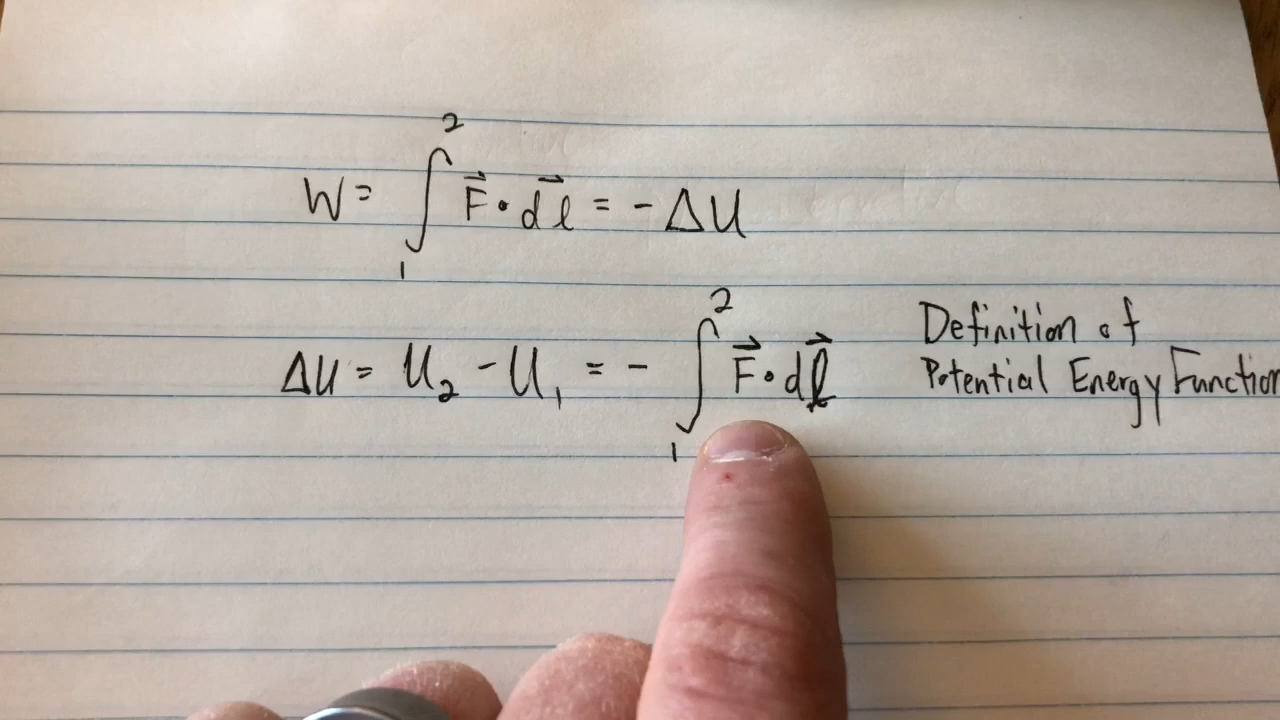 W = ∫₁² F⃗ · dl⃗ = - ΔU
ΔU = U₂ - U₁ = - ∫₁² F⃗ · dl⃗
Definition of
Potential Energy Function